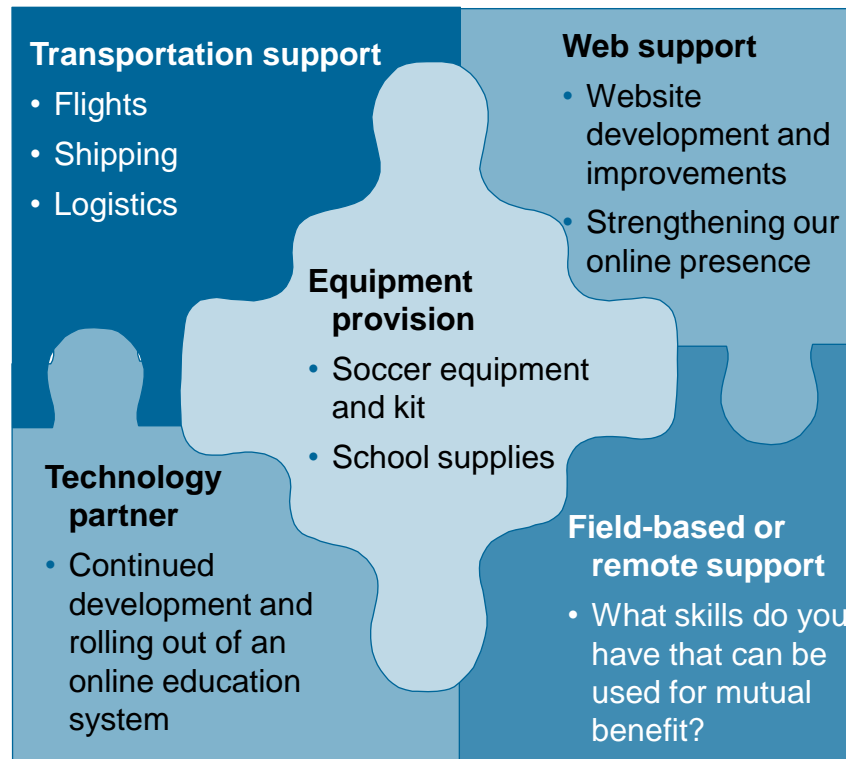 Transportation support
• Flights
• Shipping
• Logistics
Web support
• Website
development and
improvements
• Strengthening our
online presence
Equipment
provision
• Soccer equipment
and kit
• School supplies
Technology
partner
• Continued
development and
rolling out of an
online education
system
Field-based or
remote support
• What skills do you
have that can be
used for mutual
benefit?